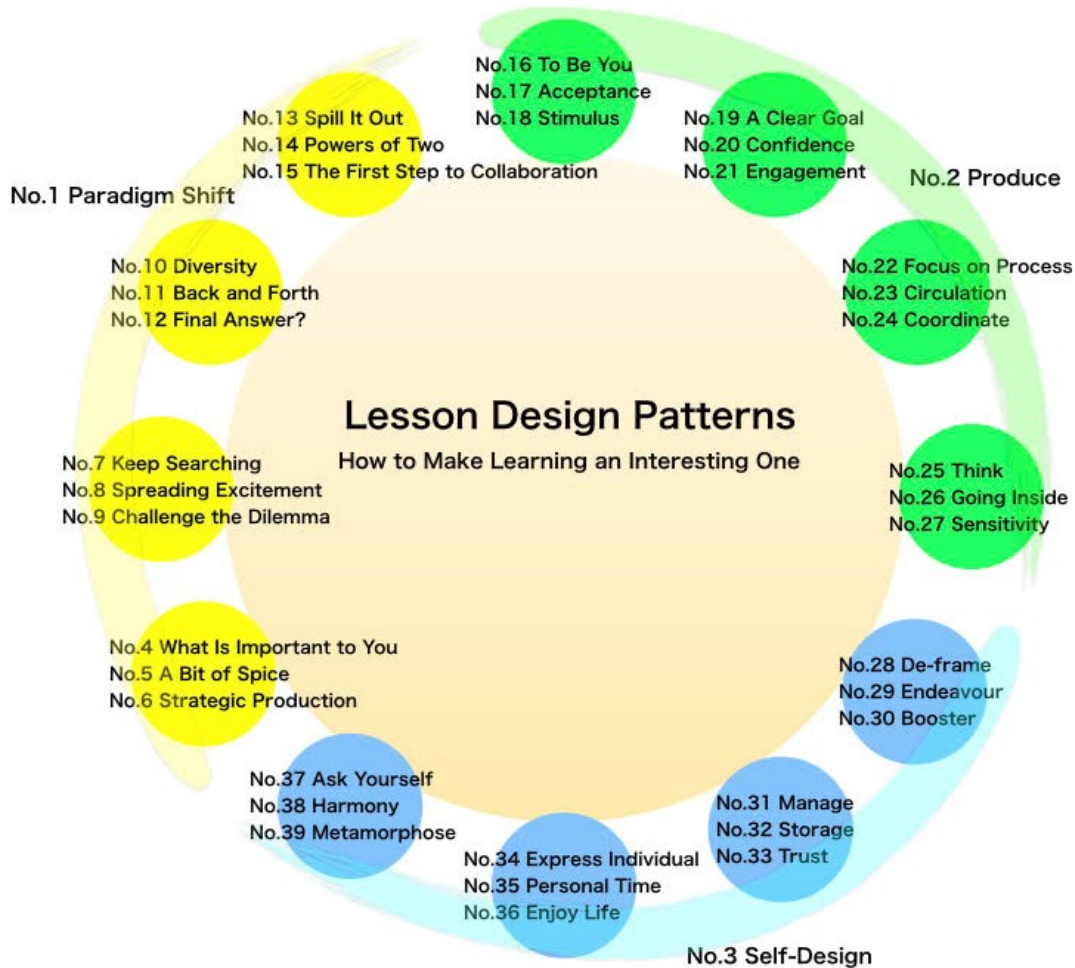 Lesson Design Patterns
How to Make Learning an Interesting One
No.1 Paradigm Shift
No.4 What Is Important to You
No.5 A Bit of Spice
No.6 Strategic Production
No.7 Keep Searching
No.8 Spreading Excitement
No.9 Challenge the Dilemma
No.10 Diversity
No.11 Back and Forth
No.12 Final Answer?
No.13 Spill It Out
No.14 Powers of Two
No.15 The First Step to Collaboration
No.2 Produce
No.16 To Be You
No.17 Acceptance
No.18 Stimulus
No.19 A Clear Goal
No.20 Confidence
No.21 Engagement
No.22 Focus on Process
No.23 Circulation
No.24 Coordinate
No.25 Think
No.26 Going Inside
No.27 Sensitivity
No.3 Self-Design
No.28 De-frame
No.29 Endeavour
No.30 Booster
No.31 Manage
No.32 Storage
No.33 Trust
No.34 Express Individual
No.35 Personal Time
No.36 Enjoy Life
No.37 Ask Yourself
No.38 Harmony
No.39 Metamorphose